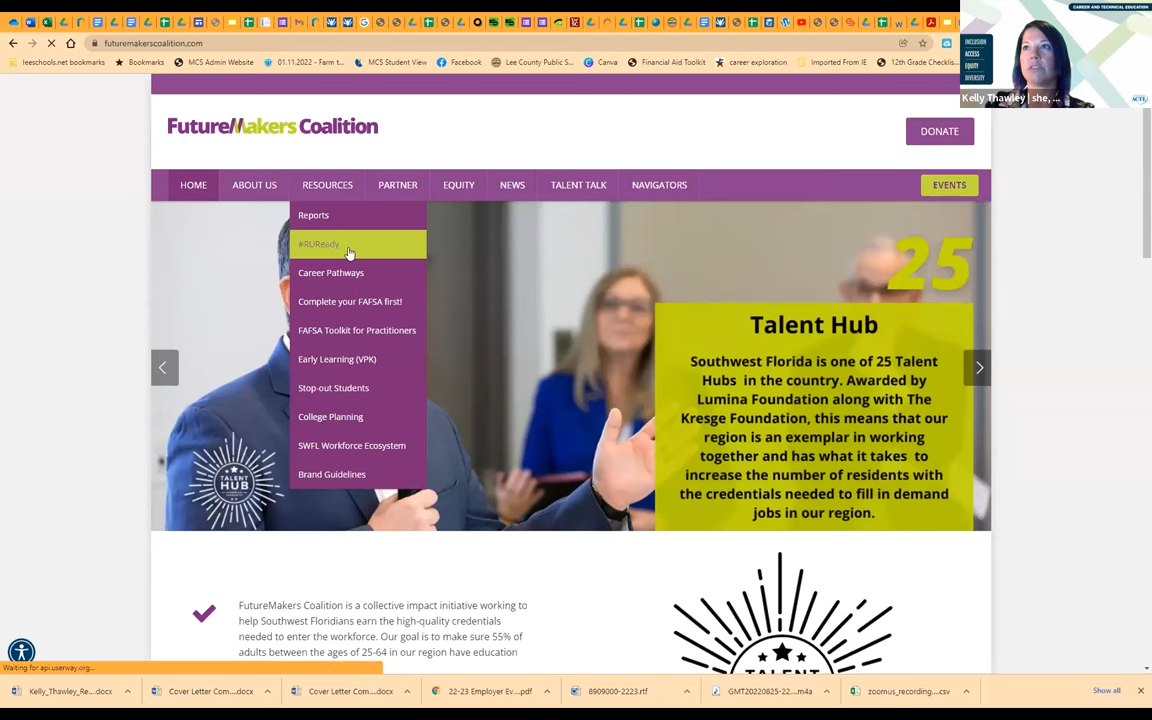 CAREER AND TECHNICAL EDUCATION
INCLUSION
ACCESS
EQUITY
DIVERSITY
Kelly Thawley | she, ...
ACTE
futuremakerscoalition.com
leeschools.net bookmarks
Bookmarks
MCS Admin Website
01.11.2022 - Farm t...
MCS Student View
Facebook
Lee County Public S...
Canva
Financial Aid Toolkit
career exploration
Imported From IE
12th Grade Checklis...
FutureMakers Coalition
DONATE
HOME
ABOUT US
RESOURCES
PARTNER
EQUITY
NEWS
TALENT TALK
NAVIGATORS
EVENTS
Reports
#RUReady
Career Pathways
Complete your FAFSA first!
FAFSA Toolkit for Practitioners
Early Learning (VPK)
Stop-out Students
College Planning
SWFL Workforce Ecosystem
Brand Guidelines
25
Talent Hub
Southwest Florida is one of 25 Talent
Hubs in the country. Awarded by
Lumina Foundation along with The
Kresge Foundation, this means that our
region is an exemplar in working
together and has what it takes to
increase the number of residents with
the credentials needed to fill in demand
jobs in our region.
TALENT
HUB
FutureMakers Coalition is a collective impact initiative working to
help Southwest Floridians earn the high-quality credentials
needed to enter the workforce. Our goal is to make sure 55% of
adults between the ages of 25-64 in our region have education
TALENT
Waiting for api.userway.org...
Kelly_Thawley_Re....docx
Cover Letter Com....docx
Cover Letter Com....docx
22-23 Employer Ev....pdf
8909000-2223.rtf
GMT20220825-22....m4a
zoomus_recording....csv
Show all